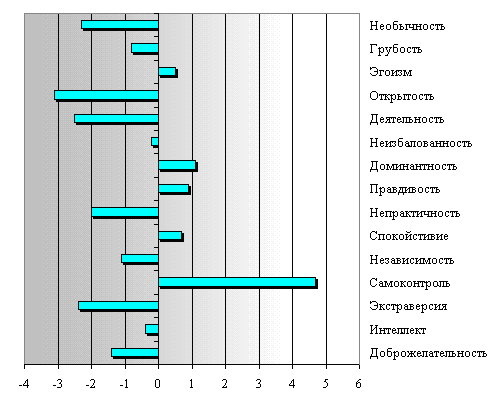 Необычность
Грубость
Эгоизм
Открытость
Деятельность
Неизбалованность
Доминантность
Правдивость
Непрактичность
Спокойстивие
Независимость
Самоконтроль
Экстраверсия
Интеллект
Доброжелательность
-4 -3 -2 -1 0 1 2 3 4 5 6